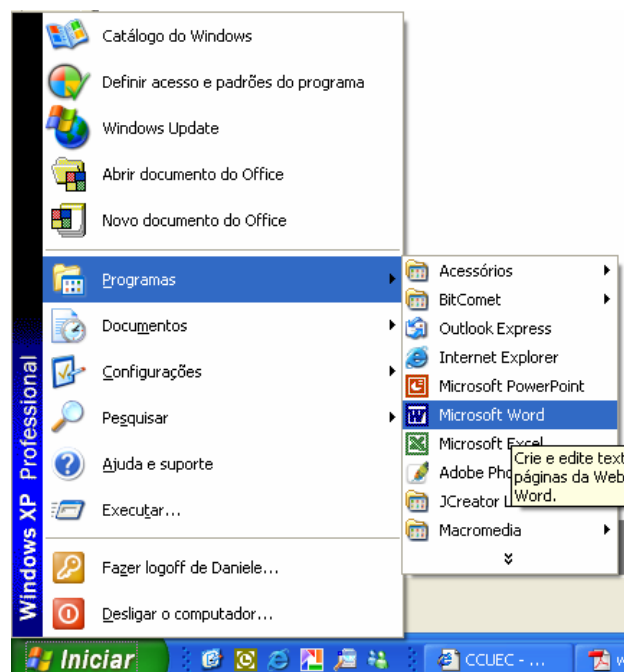 Catálogo do Windows
Definir acesso e padrões do programa
Windows Update
Abrir documento do Office
Novo documento do Office
Programas
Documentos
Configurações
Pesquisar
Ajuda e suporte
Executar...
Fazer logoff de Daniele...
Desligar o computador...
Windows XP Professional
Acessórios
BitComet
Outlook Express
Internet Explorer
Microsoft PowerPoint
Microsoft Word
Microsoft Excel
Adobe Pho
JCreator L
Macromedia
Crie e edite text
páginas da Web
Word.
Iniciar
CCUEC - ...
w